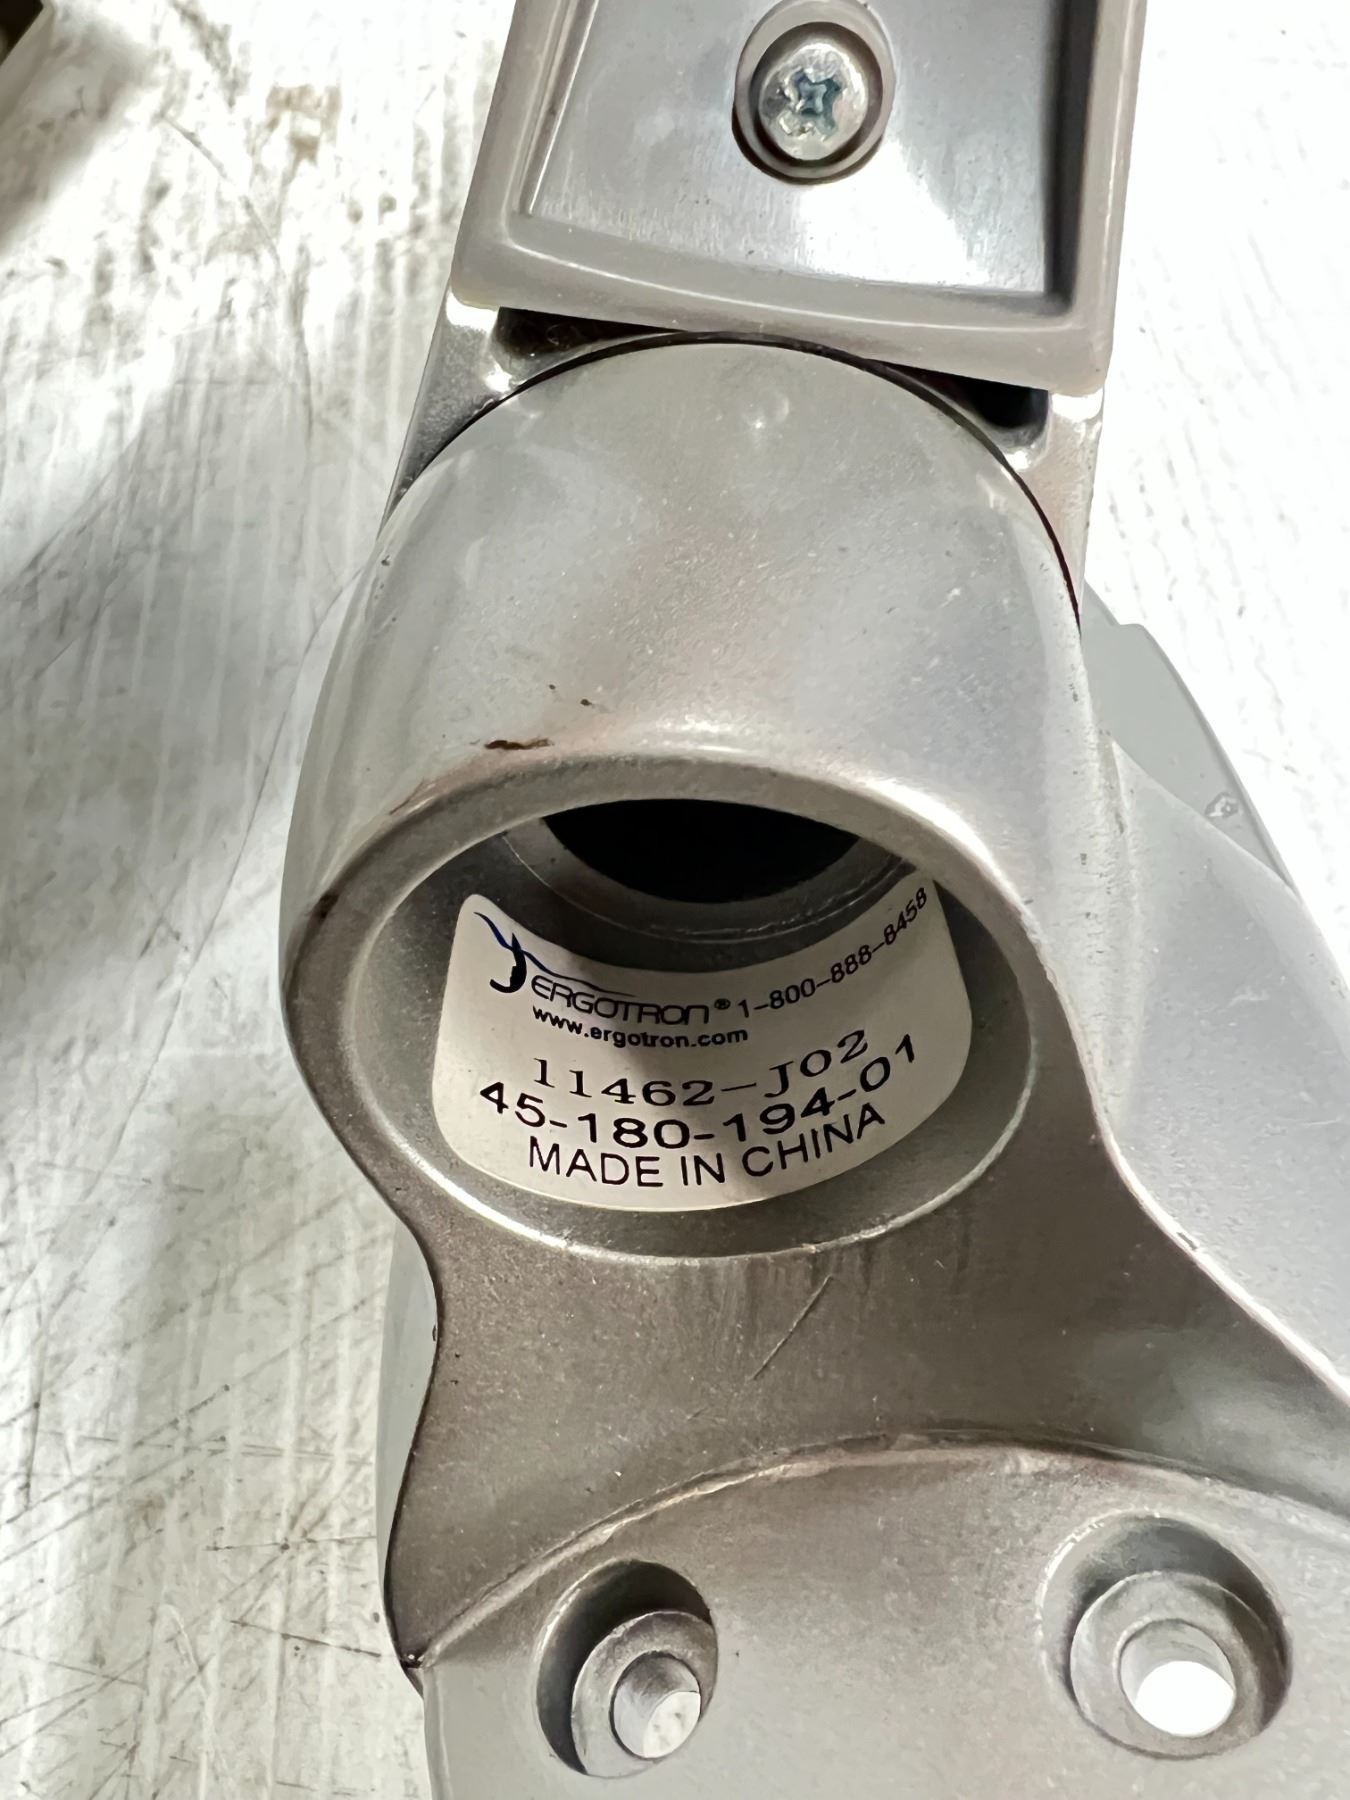 ERGOTRON® 1-800-888-8458
www.ergotron.com
11462-J02
45-180-194-01
MADE IN CHINA